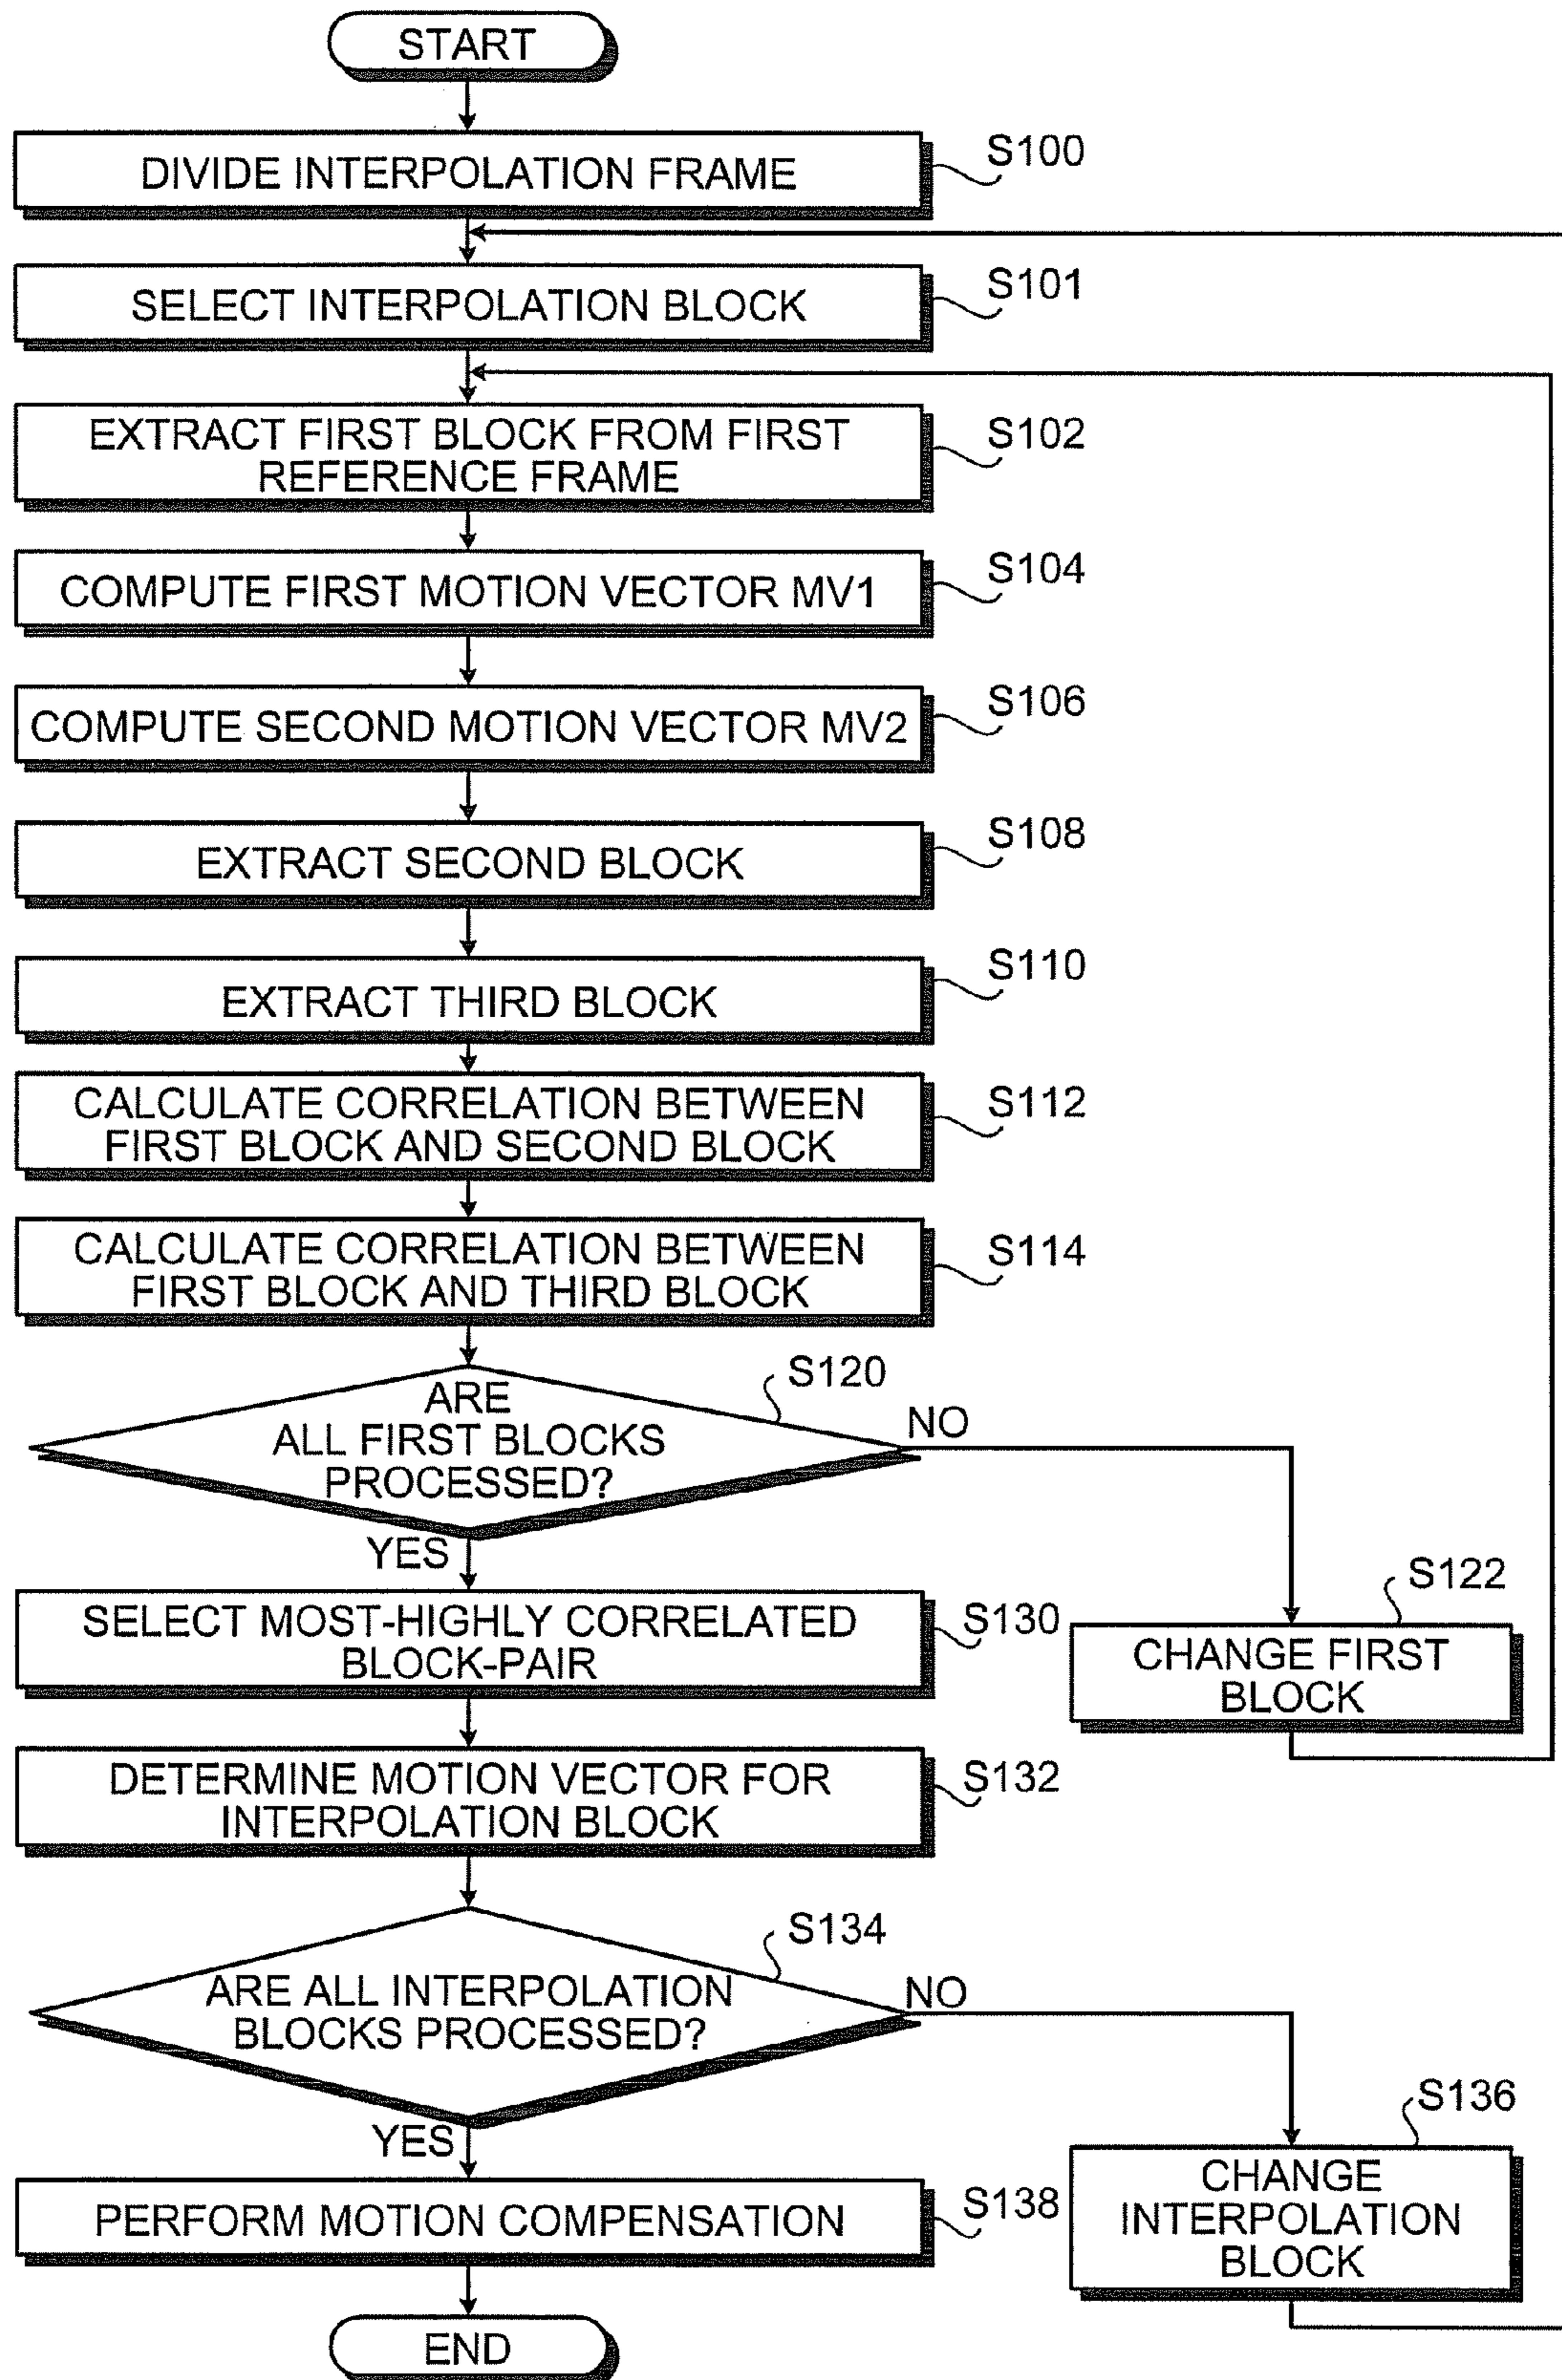 START
DIVIDE INTERPOLATION FRAME
S100
SELECT INTERPOLATION BLOCK
S101
EXTRACT FIRST BLOCK FROM FIRST
REFERENCE FRAME
S102
COMPUTE FIRST MOTION VECTOR MV1
S104
COMPUTE SECOND MOTION VECTOR MV2
S106
EXTRACT SECOND BLOCK
S108
EXTRACT THIRD BLOCK
S110
CALCULATE CORRELATION BETWEEN
FIRST BLOCK AND SECOND BLOCK
S112
CALCULATE CORRELATION BETWEEN
FIRST BLOCK AND THIRD BLOCK
S114
ARE
ALL FIRST BLOCKS
PROCESSED?
S120
NO
YES
CHANGE FIRST
BLOCK
S122
SELECT MOST-HIGHLY CORRELATED
BLOCK-PAIR
S130
DETERMINE MOTION VECTOR FOR
INTERPOLATION BLOCK
S132
ARE ALL INTERPOLATION
BLOCKS PROCESSED?
S134
NO
YES
CHANGE
INTERPOLATION
BLOCK
S136
PERFORM MOTION COMPENSATION
S138
END